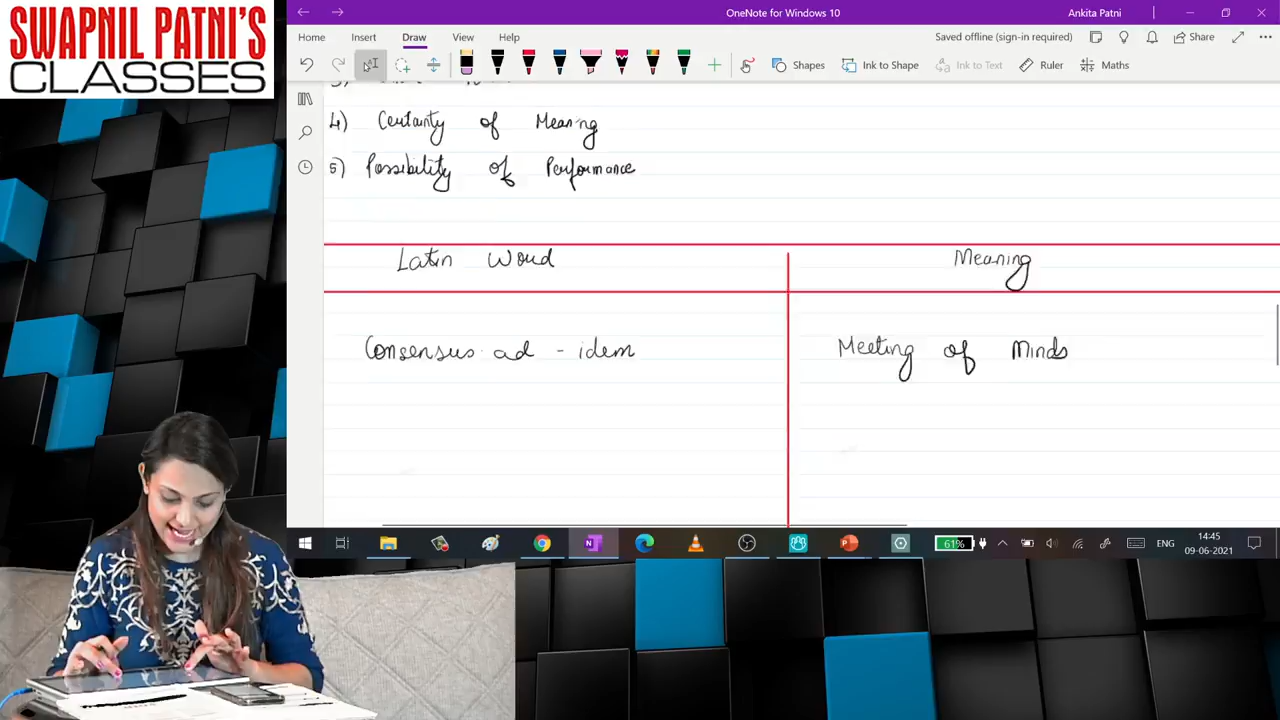 SWAPNIL PATNI'S
CLASSES
OneNote for Windows 10
Ankita Patni
Home Insert Draw View Help
Saved offline (sign-in required)
Share
Shapes
Ink to Shape
Ink to Text
Ruler
Maths
4) Certainty of Meaning
5) Possibility of Performance
Latin Word
Meaning
Consensus ad - idem
Meeting of Minds
61%
ENG
14:45
09-06-2021